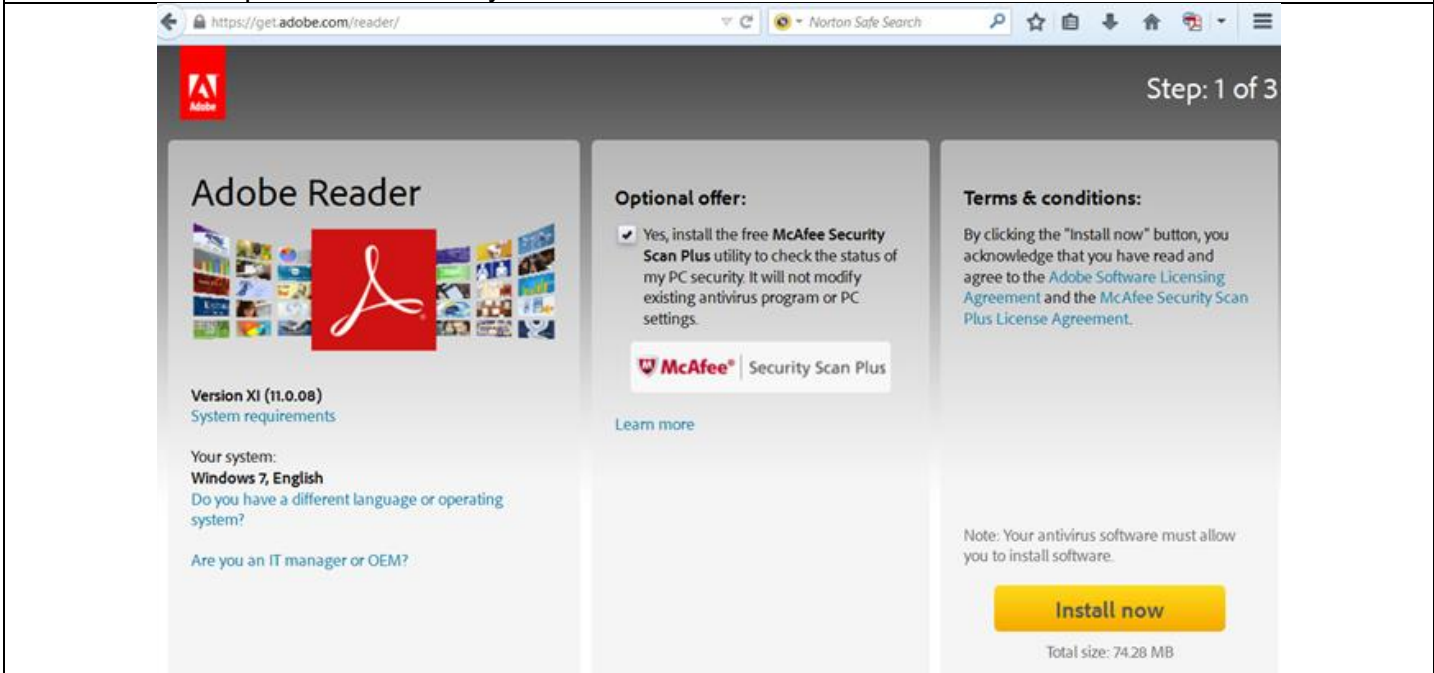 https://get.adobe.com/reader/
Norton Safe Search
Adobe
Step: 1 of 3
Adobe Reader
Version XI (11.0.08)
System requirements
Your system:
Windows 7, English
Do you have a different language or operating
system?
Are you an IT manager or OEM?
Optional offer:
Yes, install the free McAfee Security
Scan Plus utility to check the status of
my PC security. It will not modify
existing antivirus program or PC
settings.
McAfee® | Security Scan Plus
Learn more
Terms & conditions:
By clicking the "Install now" button, you
acknowledge that you have read and
agree to the Adobe Software Licensing
Agreement and the McAfee Security Scan
Plus License Agreement.
Note: Your antivirus software must allow
you to install software.
Install now
Total size: 74.28 MB